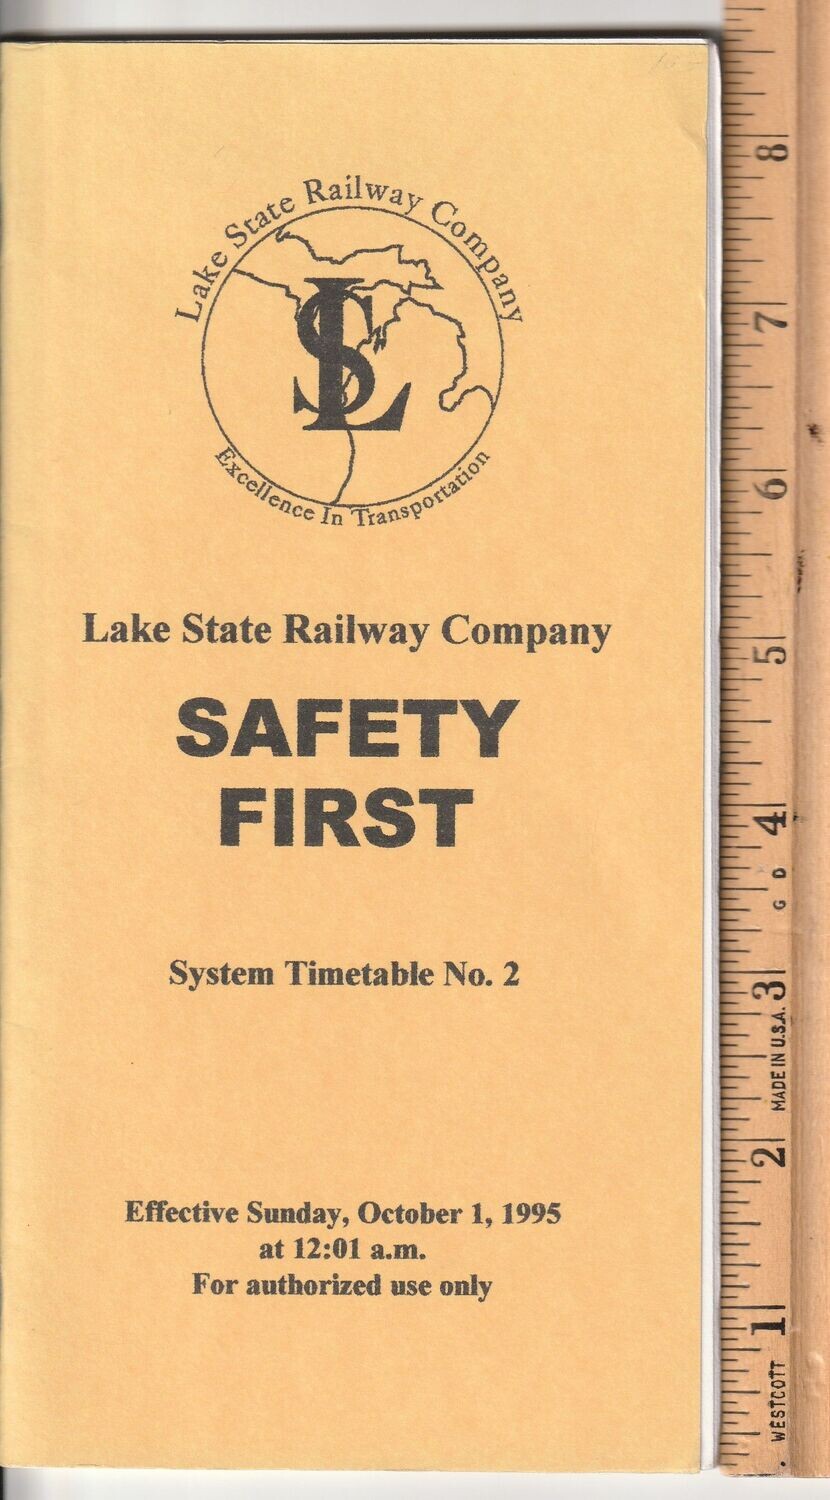 Lake State Railway Company
SL
Excellence In Transportation
Lake State Railway Company
SAFETY
FIRST
System Timetable No. 2
Effective Sunday, October 1, 1995
at 12:01 a.m.
For authorized use only
8
7
6
5
4
G D
3
MADE IN U.S.A.
2
1
WESTCOTT